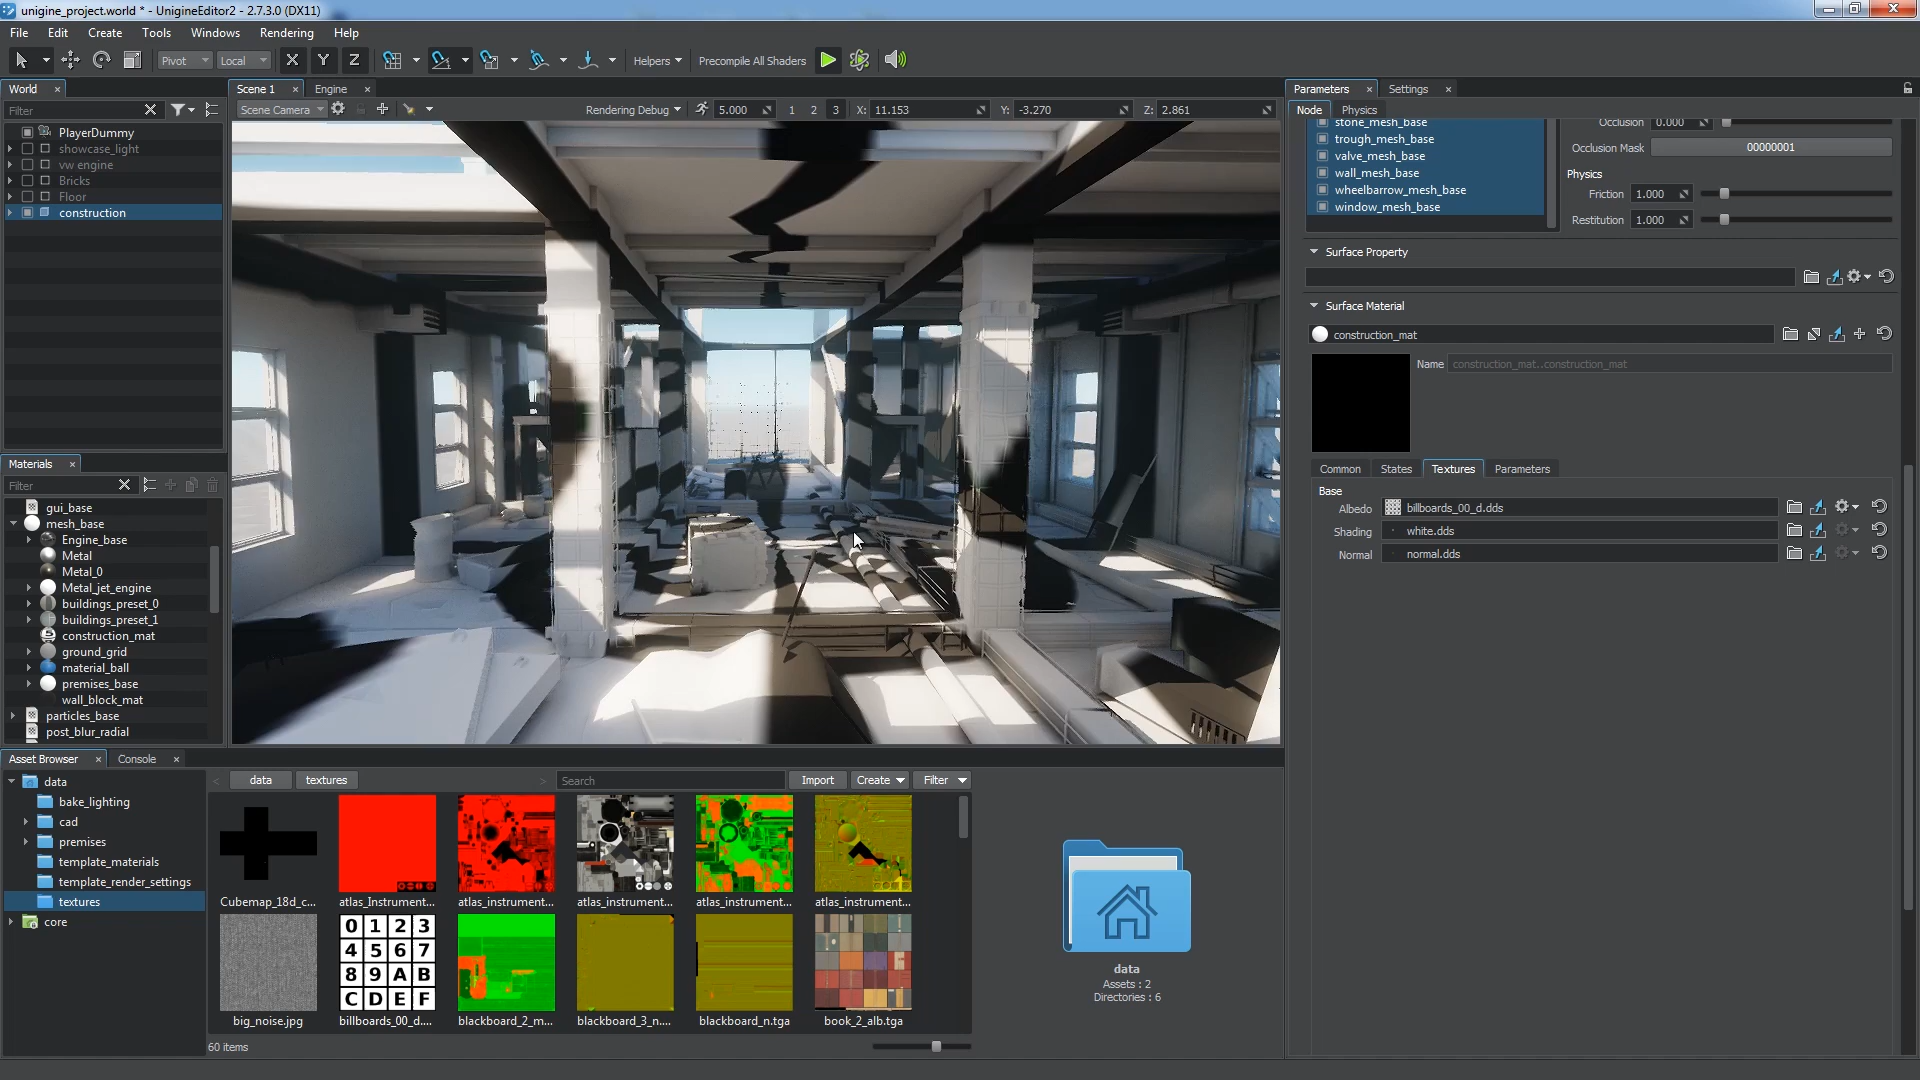 unigine_project.world * - UnigineEditor2 - 2.7.3.0 (DX11)
File Edit Create Tools Windows Rendering Help
Pivot Local X Y Z Helpers Precompile All Shaders
World
Filter
PlayerDummy
showcase_light
vw engine
Bricks
Floor
construction
Scene 1 Engine
Scene Camera Rendering Debug 5.000 1 2 3 X: 11.153 Y: -3.270 Z: 2.861
Parameters Settings
Node Physics
stone_mesh_base
trough_mesh_base
valve_mesh_base
wall_mesh_base
wheelbarrow_mesh_base
window_mesh_base
Occlusion 0.000
Occlusion Mask 00000001
Physics
Friction 1.000
Restitution 1.000
Surface Property
Surface Material
construction_mat
Name construction_mat..construction_mat
Common States Textures Parameters
Base
Albedo billboards_00_d.dds
Shading white.dds
Normal normal.dds
Materials
Filter
gui_base
mesh_base
Engine_base
Metal
Metal_0
Metal_jet_engine
buildings_preset_0
buildings_preset_1
construction_mat
ground_grid
material_ball
premises_base
wall_block_mat
particles_base
post_blur_radial
Asset Browser Console
data
bake_lighting
cad
premises
template_materials
template_render_settings
textures
core
< data textures > Search Import Create Filter
Cubemap_18d_c... atlas_Instrument... atlas_instrument... atlas_instrument... atlas_instrument... atlas_instrument...
0 1 2 3
4 5 6 7
8 9 A B
C D E F
big_noise.jpg billboards_00_d.... blackboard_2_m... blackboard_3_n.... blackboard_n.tga book_2_alb.tga
60 items
data
Assets : 2
Directories : 6